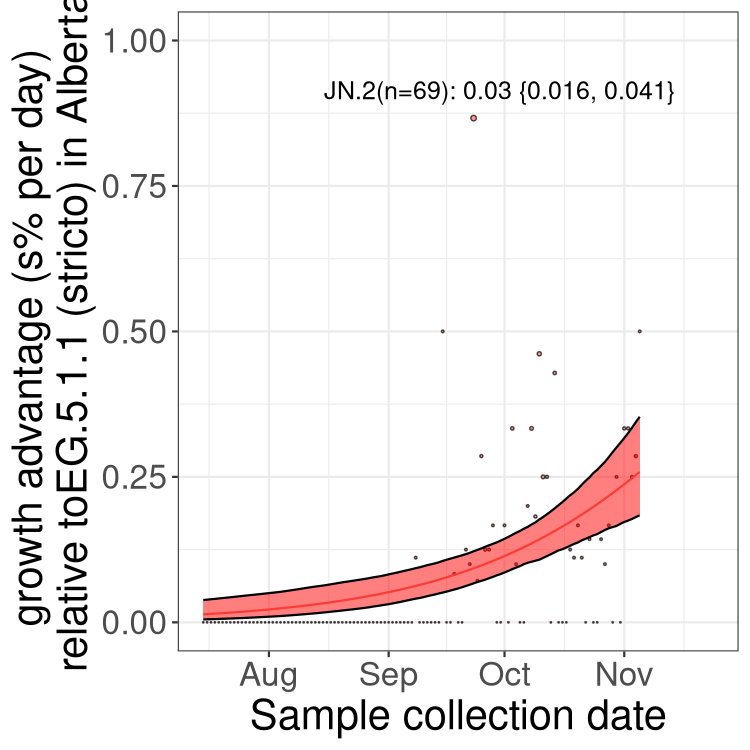 growth advantage (s% per day)
relative toEG.5.1.1 (stricto) in Alberta
1.00
0.75
0.50
0.25
0.00
JN.2(n=69): 0.03 {0.016, 0.041}
Aug Sep Oct Nov
Sample collection date